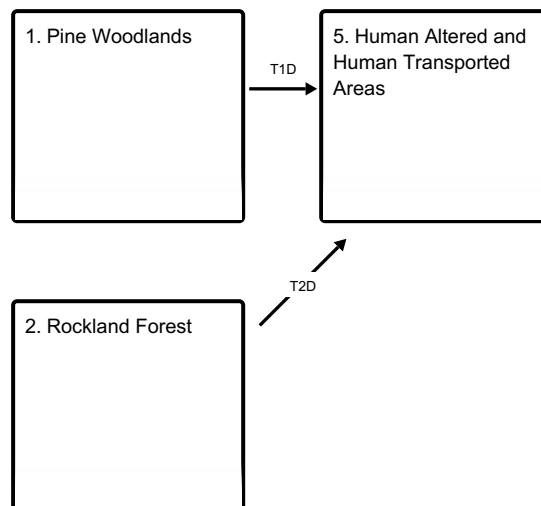 1. Pine Woodlands
T1D
5. Human Altered and
Human Transported
Areas
T2D
2. Rockland Forest